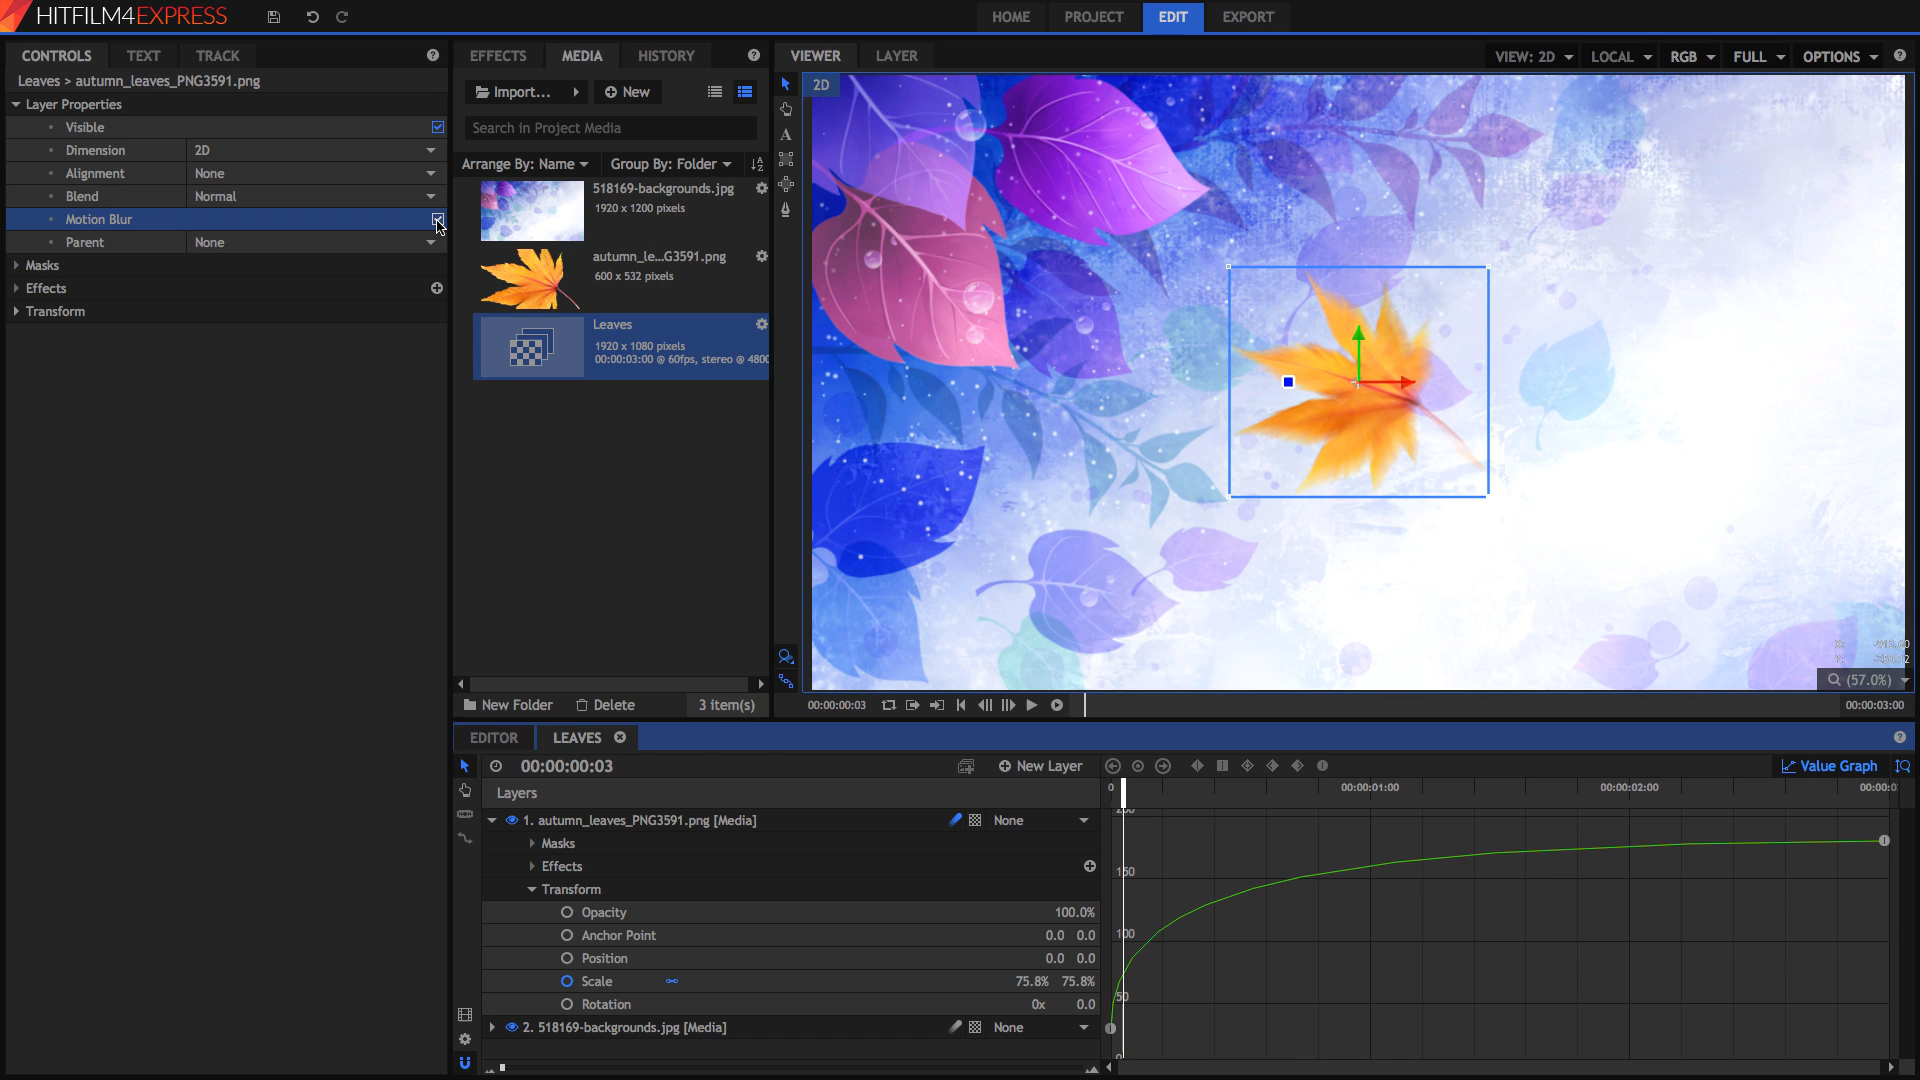 HITFILM4EXPRESS
HOME
PROJECT
EDIT
EXPORT
CONTROLS
TEXT
TRACK
Leaves > autumn_leaves_PNG3591.png
Layer Properties
Visible
Dimension 2D
Alignment None
Blend Normal
Motion Blur
Parent None
Masks
Effects
Transform
EFFECTS
MEDIA
HISTORY
Import...
New
Search in Project Media
Arrange By: Name
Group By: Folder
518169-backgrounds.jpg
1920 x 1200 pixels
autumn_le...G3591.png
600 x 532 pixels
Leaves
1920 x 1080 pixels
00:00:03:00 @ 60fps, stereo @ 4800
New Folder
Delete
3 item(s)
VIEWER
LAYER
VIEW: 2D
LOCAL
RGB
FULL
OPTIONS
2D
(57.0%)
00:00:00:03
00:00:03:00
EDITOR
LEAVES
00:00:00:03
New Layer
Value Graph
Layers
0
00:00:01:00
00:00:02:00
00:00:0
1. autumn_leaves_PNG3591.png [Media]
None
Masks
Effects
Transform
Opacity 100.0%
Anchor Point 0.0 0.0
Position 0.0 0.0
Scale 75.8% 75.8%
Rotation 0x 0.0
2. 518169-backgrounds.jpg [Media]
None
200
150
100
50
0